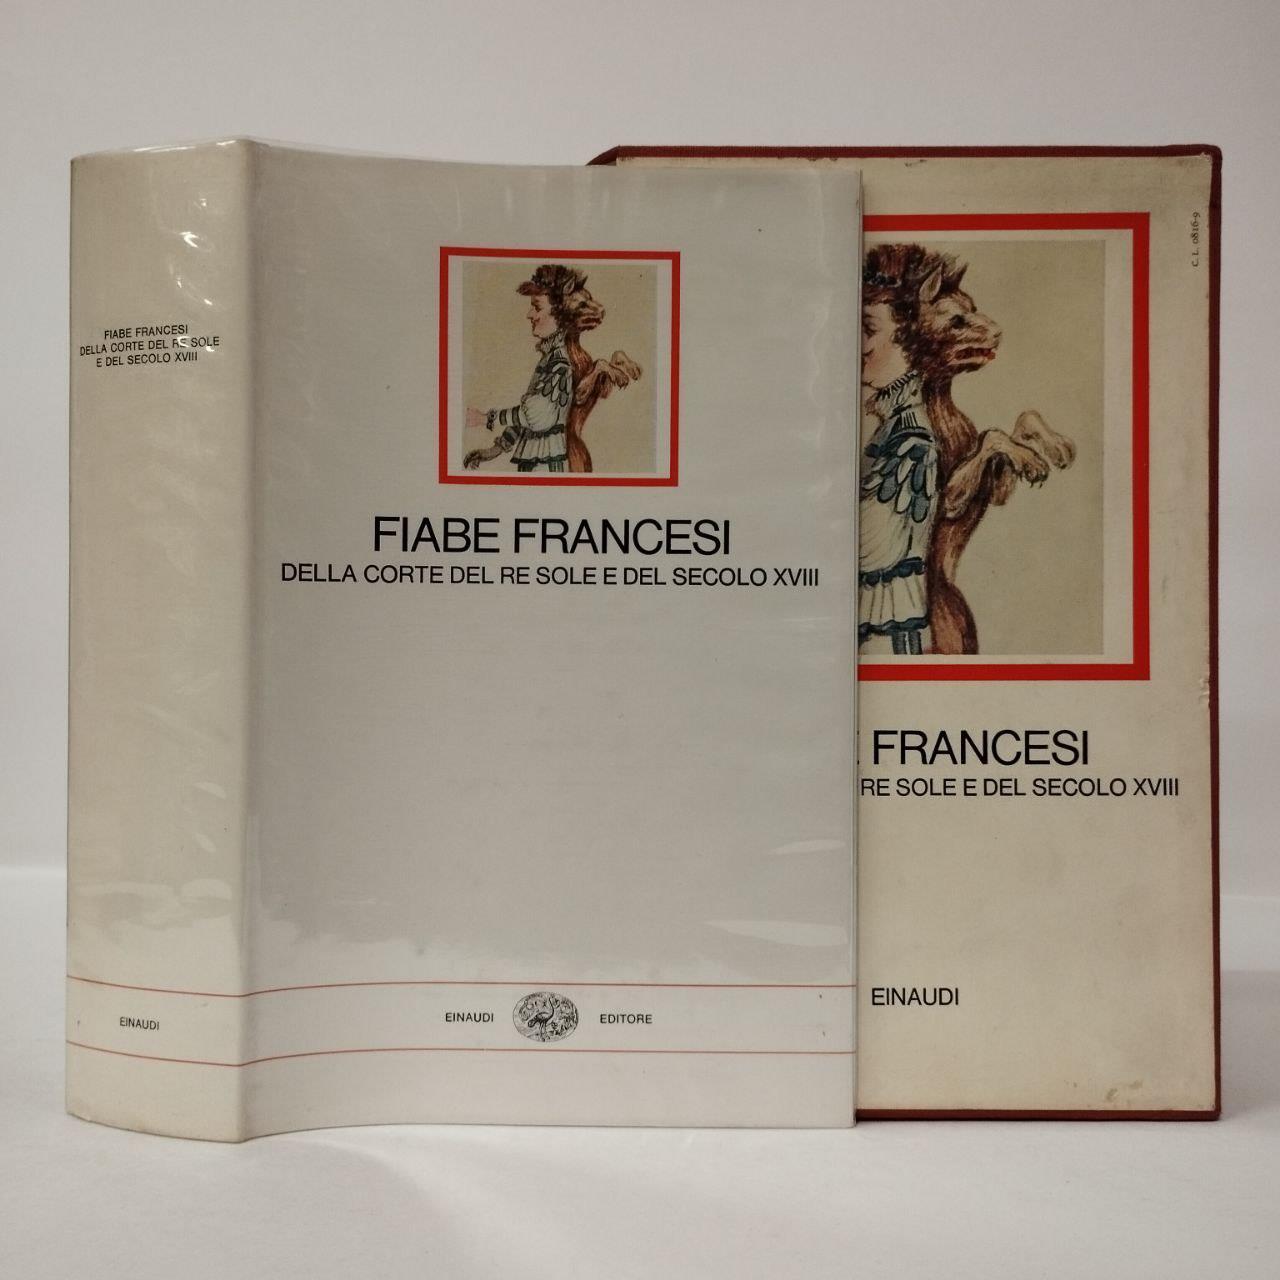 FIABE FRANCESI
DELLA CORTE DEL RE SOLE
E DEL SECOLO XVIII
EINAUDI
FIABE FRANCESI
DELLA CORTE DEL RE SOLE E DEL SECOLO XVIII
EINAUDI EDITORE
C. L. 0816-9
FRANCESI
RE SOLE E DEL SECOLO XVIII
EINAUDI